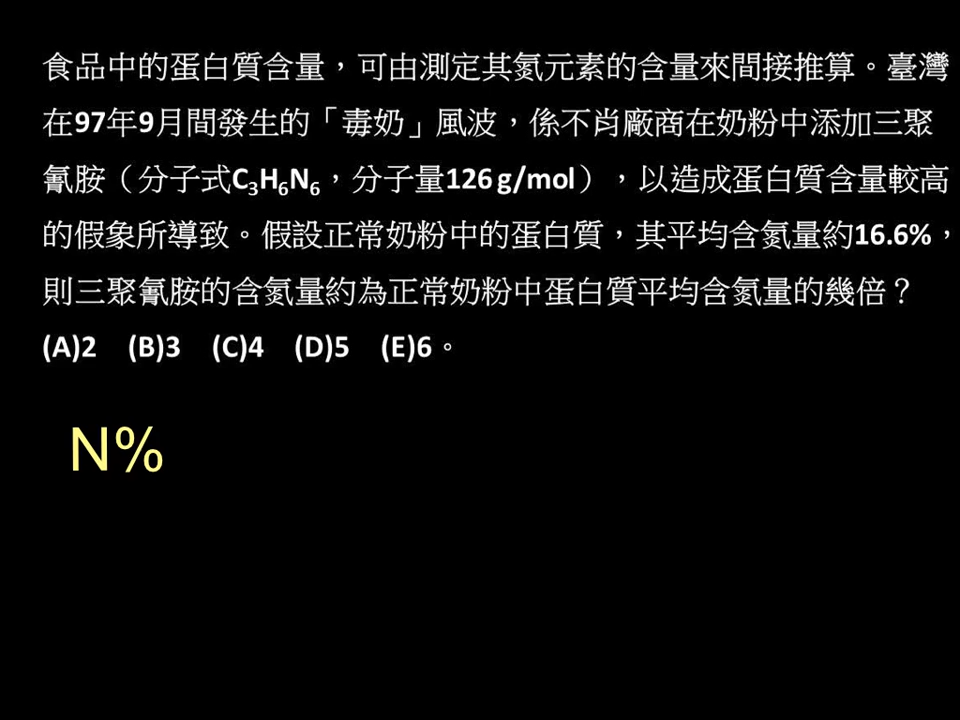 食品中的蛋白質含量，可由測定其氮元素的含量來間接推算。臺灣
在97年9月間發生的「毒奶」風波，係不肖廠商在奶粉中添加三聚
氰胺（分子式C₃H₆N₆，分子量126 g/mol），以造成蛋白質含量較高
的假象所導致。假設正常奶粉中的蛋白質，其平均含氮量約16.6%，
則三聚氰胺的含氮量約為正常奶粉中蛋白質平均含氮量的幾倍？
(A)2 (B)3 (C)4 (D)5 (E)6。
N%